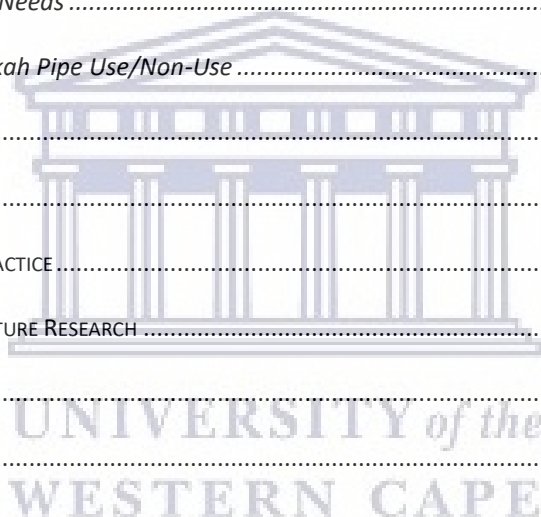 Needs ................................................................
kah Pipe Use/Non-Use ................................................................
................................................................
................................................................
ACTICE ................................................................
TURE RESEARCH ................................................................
................................................................
UNIVERSITY of the
................................................................
WESTERN CAPE